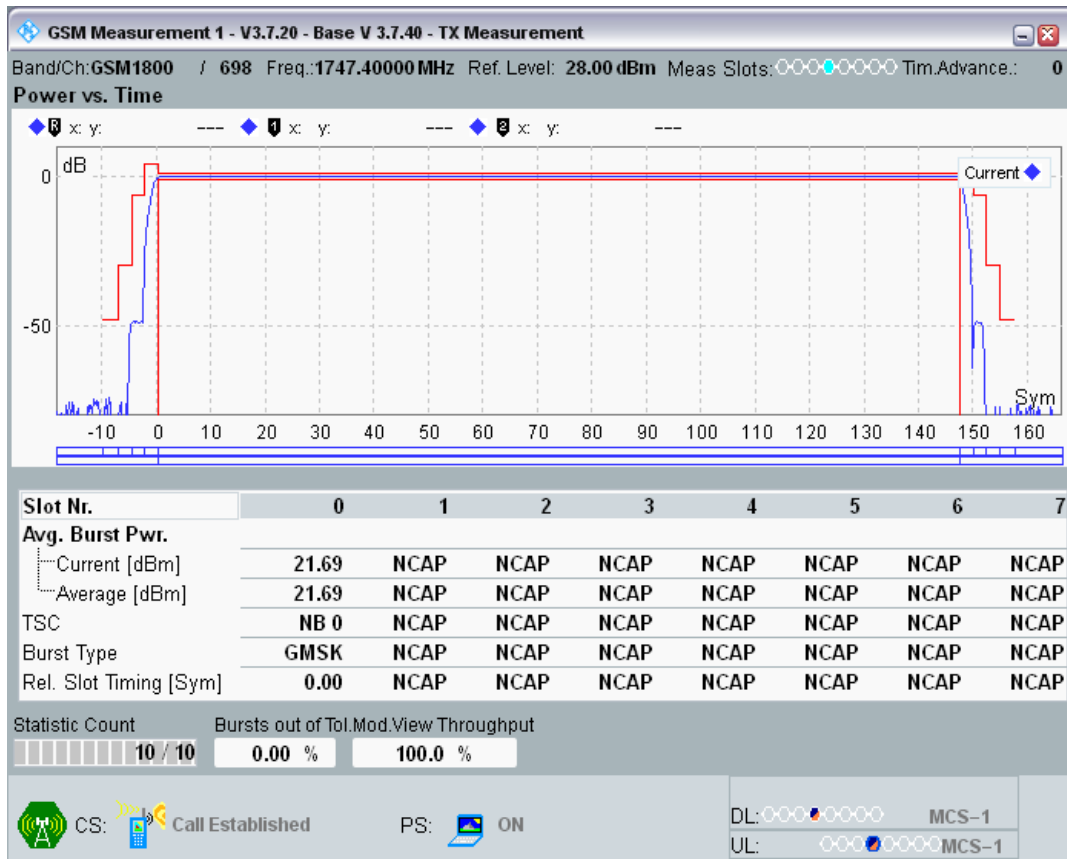 GSM Measurement 1 - V3.7.20 - Base V 3.7.40 - TX Measurement
Band/Ch:GSM1800 / 698 Freq.:1747.40000 MHz Ref. Level: 28.00 dBm Meas Slots: Tim.Advance.: 0
Power vs. Time
R x: y: --- 1 x: y: --- 2 x: y: ---
dB
Current
0
-50
Sym
-10 0 10 20 30 40 50 60 70 80 90 100 110 120 130 140 150 160
Slot Nr. 0 1 2 3 4 5 6 7
Avg. Burst Pwr.
Current [dBm] 21.69 NCAP NCAP NCAP NCAP NCAP NCAP NCAP
Average [dBm] 21.69 NCAP NCAP NCAP NCAP NCAP NCAP NCAP
TSC NB 0 NCAP NCAP NCAP NCAP NCAP NCAP NCAP
Burst Type GMSK NCAP NCAP NCAP NCAP NCAP NCAP NCAP
Rel. Slot Timing [Sym] 0.00 NCAP NCAP NCAP NCAP NCAP NCAP NCAP
Statistic Count Bursts out of Tol. Mod.View Throughput
10 / 10 0.00 % 100.0 %
CS: Call Established PS: ON
DL: MCS-1
UL: MCS-1